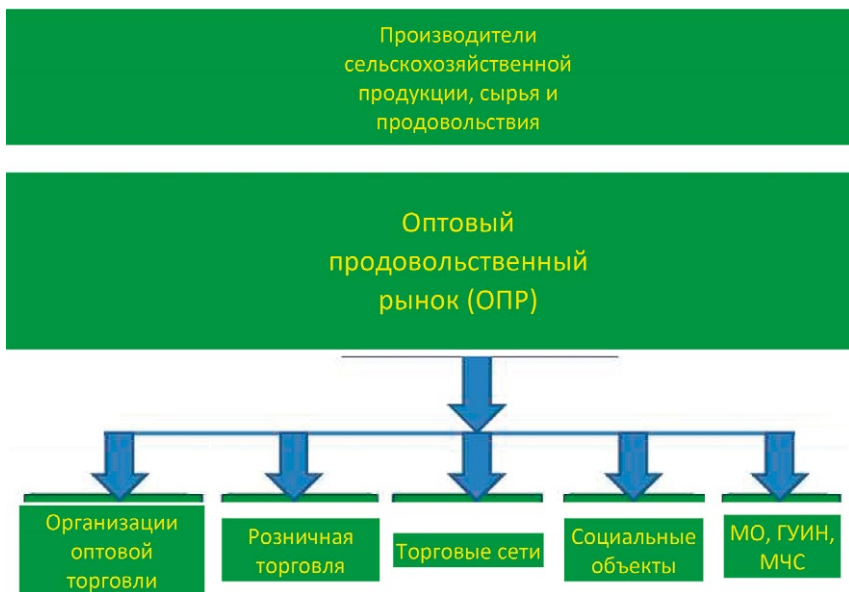 Производители
сельскохозяйственной
продукции, сырья и
продовольствия
Оптовый
продовольственный
рынок (ОПР)
Организации
оптовой
торговли
Розничная
торговля
Торговые сети
Социальные
объекты
МО, ГУИН,
МЧС